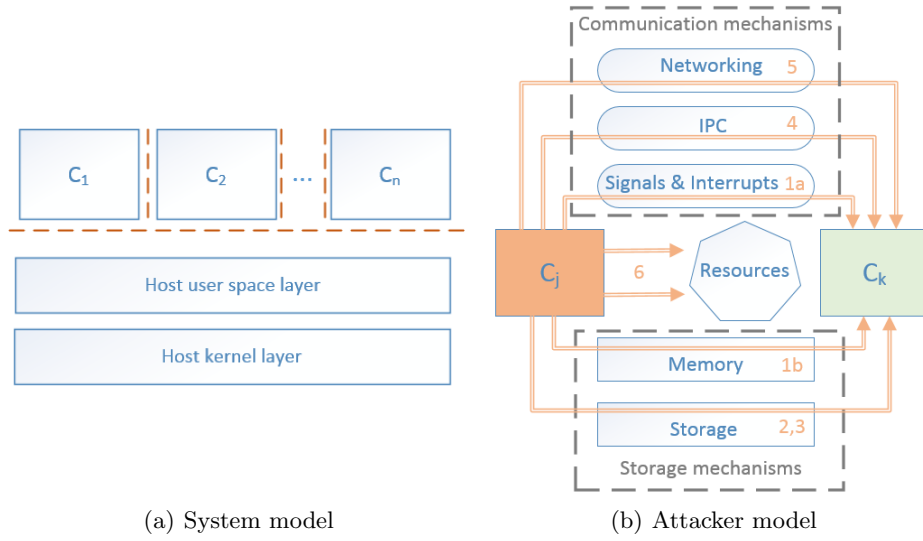 C1
C2
...
Cn
Host user space layer
Host kernel layer
(a) System model
Communication mechanisms
Networking 5
IPC 4
Signals & Interrupts 1a
Cj
6
Resources
Ck
Memory 1b
Storage 2,3
Storage mechanisms
(b) Attacker model